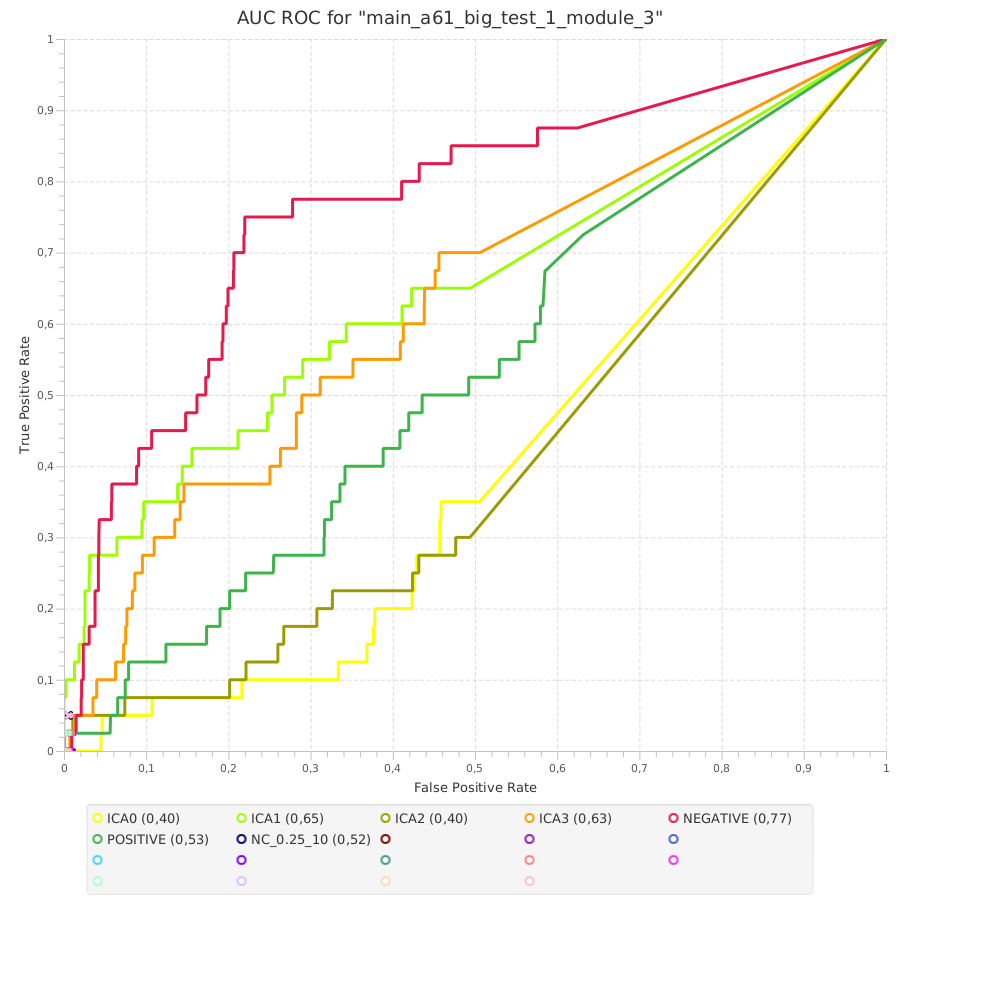 AUC ROC for "main_a61_big_test_1_module_3"
1
0,9
0,8
0,7
0,6
0,5
0,4
0,3
0,2
0,1
0
True Positive Rate
0 0,1 0,2 0,3 0,4 0,5 0,6 0,7 0,8 0,9 1
False Positive Rate
ICA0 (0,40) ICA1 (0,65) ICA2 (0,40) ICA3 (0,63) NEGATIVE (0,77)
POSITIVE (0,53) NC_0.25_10 (0,52)